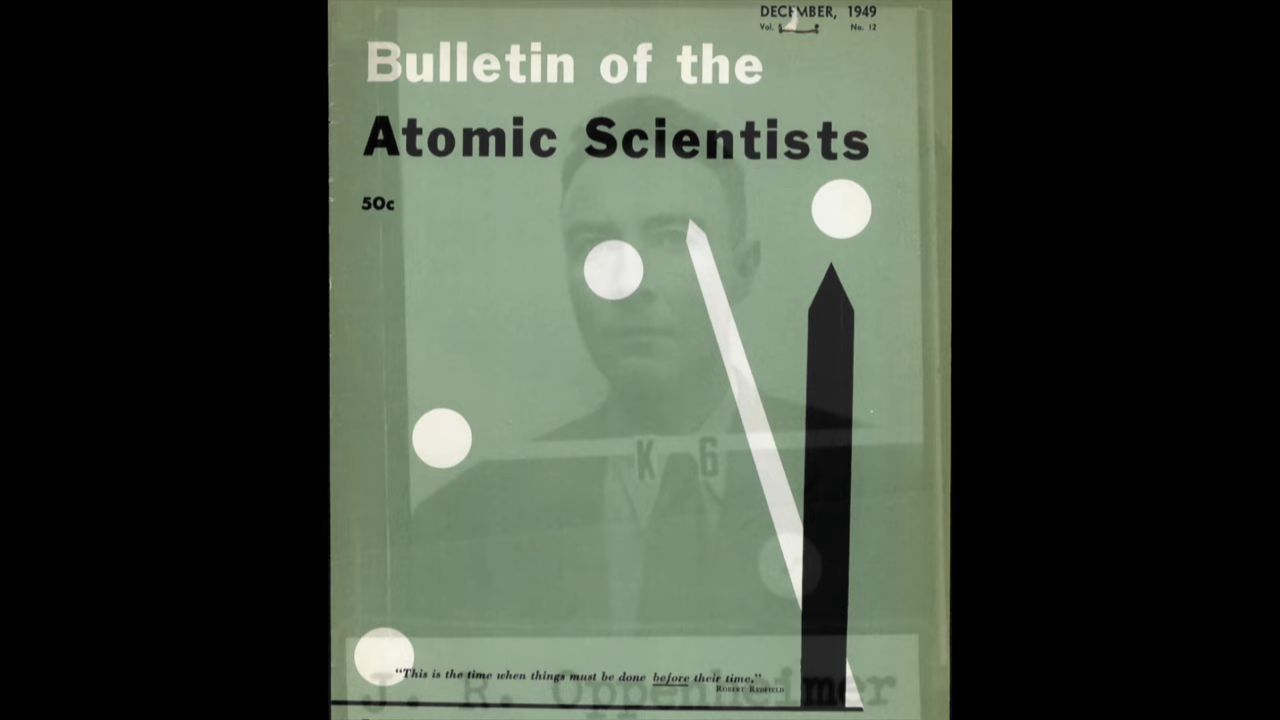 DECEMBER, 1949
Vol. No. 12
Bulletin of the
Atomic Scientists
50c
K 6
"This is the time when things must be done before their time."
ROBERT REDFIELD
J. R. Oppenheimer